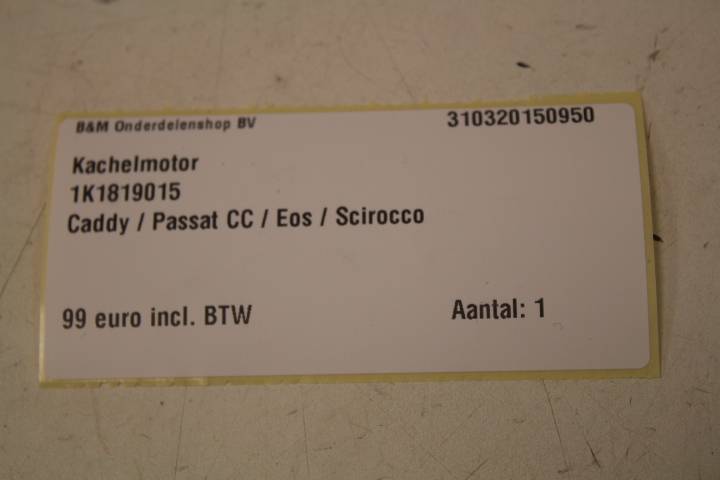 B&M Onderdelenshop BV 310320150950
Kachelmotor
1K1819015
Caddy / Passat CC / Eos / Scirocco
99 euro incl. BTW Aantal: 1